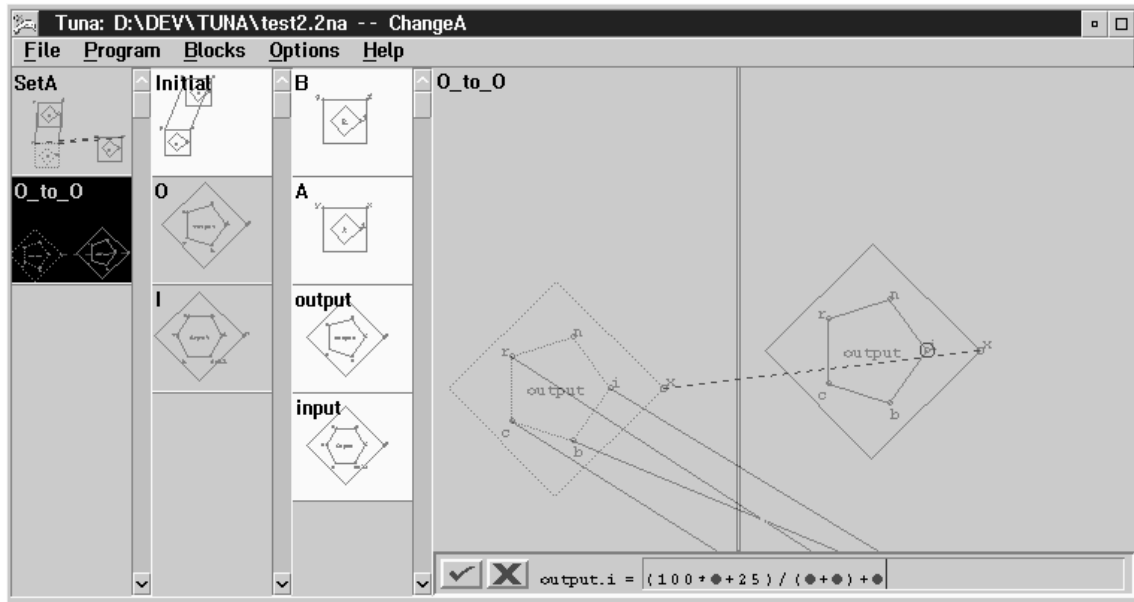 Tuna: D:\DEV\TUNA\test2.2na -- ChangeA
File Program Blocks Options Help
SetA
O_to_O
Initial
O
I
B
A
output
input
O_to_O
n
r
i
x
output
c
b
n
r
x
output
c
b
output.i = (100*●+25)/(●+●)+●